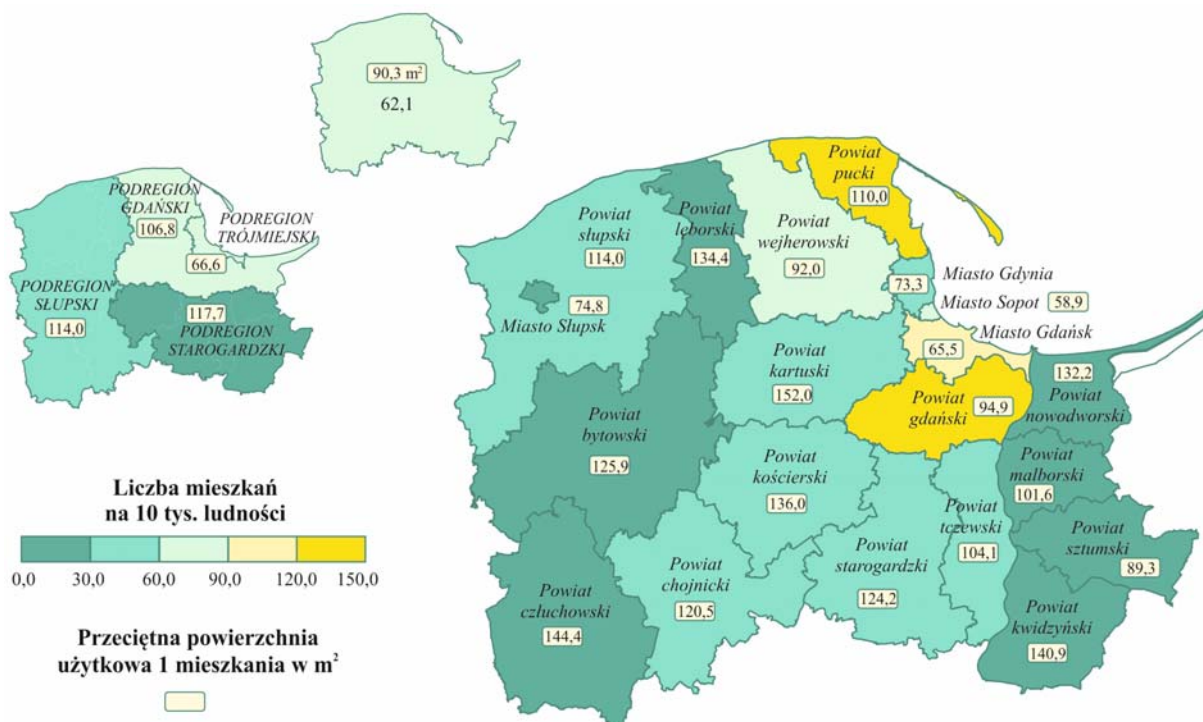 90,3 m²
62,1
PODREGION
GDAŃSKI
106,8
PODREGION
TRÓJMIEJSKI
66,6
PODREGION
SŁUPSKI
114,0
117,7
PODREGION
STAROGARDZKI
Powiat
pucki
110,0
Powiat
słupski
114,0
Powiat
lęborski
134,4
Powiat
wejherowski
92,0
73,3
Miasto Gdynia
Miasto Sopot
58,9
Miasto Gdańsk
65,5
74,8
Miasto Słupsk
Powiat
kartuski
152,0
Powiat
gdański
94,9
132,2
Powiat
nowodworski
Powiat
bytowski
125,9
Powiat
kościerski
136,0
Powiat
malborski
101,6
Powiat
tczewski
104,1
Powiat
sztumski
89,3
Powiat
starogardzki
124,2
Powiat
chojnicki
120,5
Powiat
człuchowski
144,4
Powiat
kwidzyński
140,9
Liczba mieszkań
na 10 tys. ludności
0,0 30,0 60,0 90,0 120,0 150,0
Przeciętna powierzchnia
użytkowa 1 mieszkania w m²